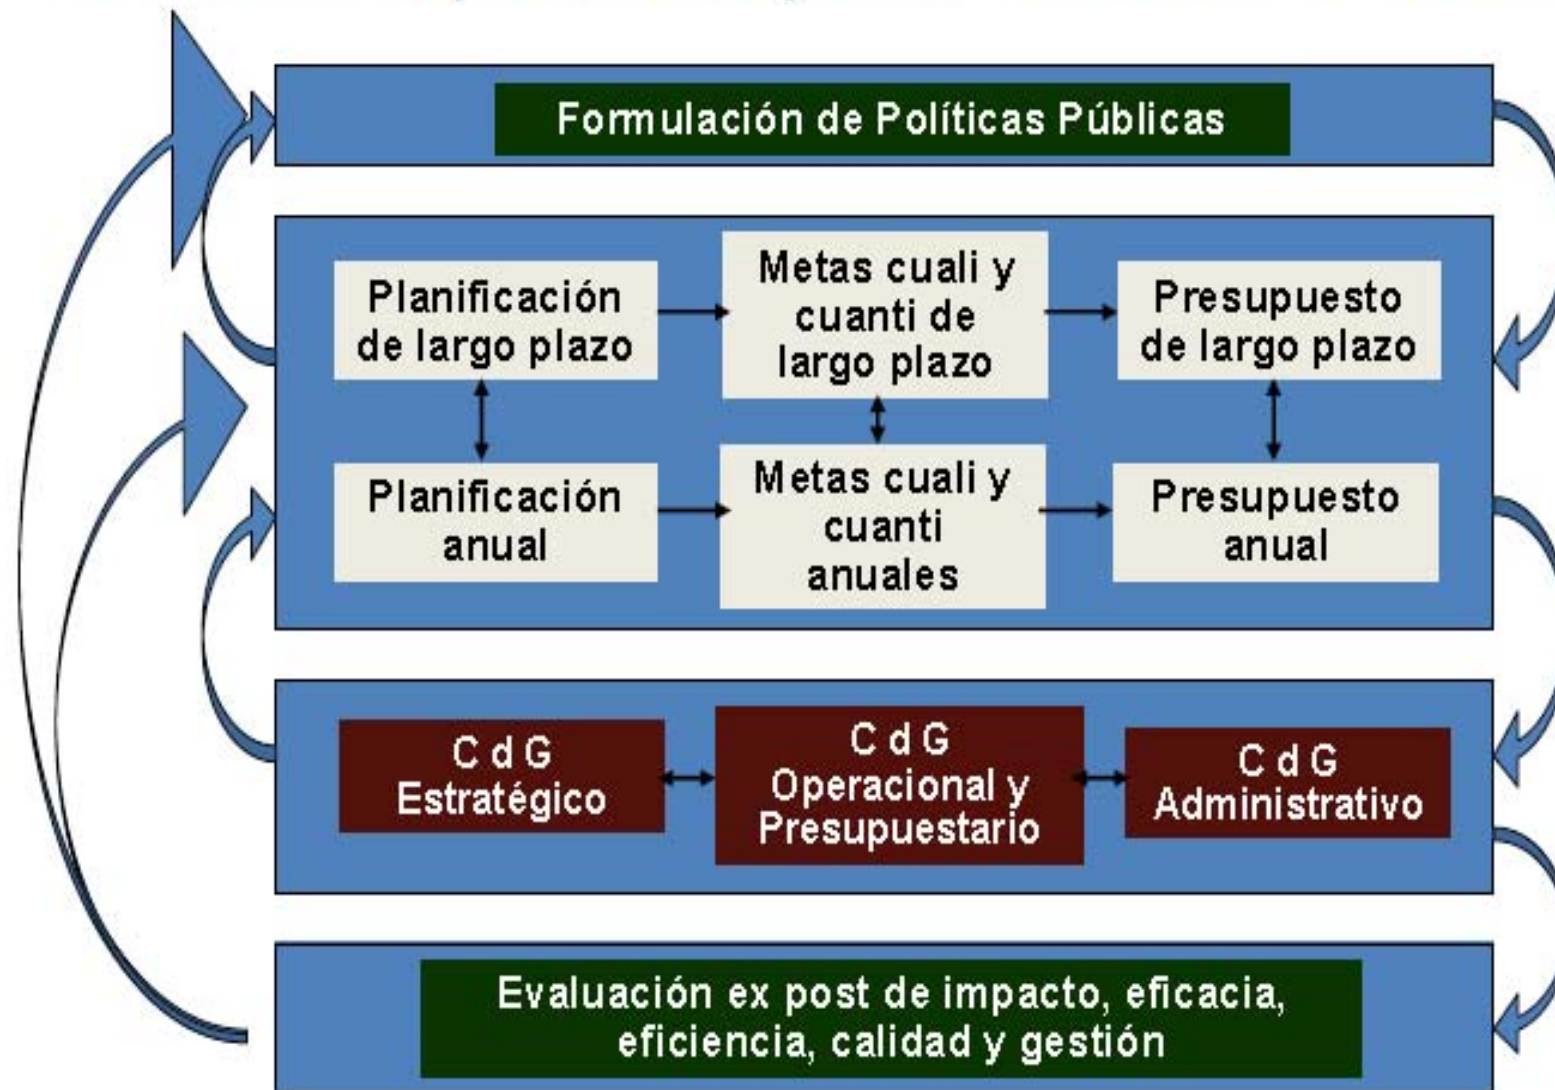 Formulación de Políticas Públicas
Planificación
de largo plazo
Metas cuali y
cuanti de
largo plazo
Presupuesto
de largo plazo
Planificación
anual
Metas cuali y
cuanti
anuales
Presupuesto
anual
C d G
Estratégico
C d G
Operacional y
Presupuestario
C d G
Administrativo
Evaluación ex post de impacto, eficacia,
eficiencia, calidad y gestión